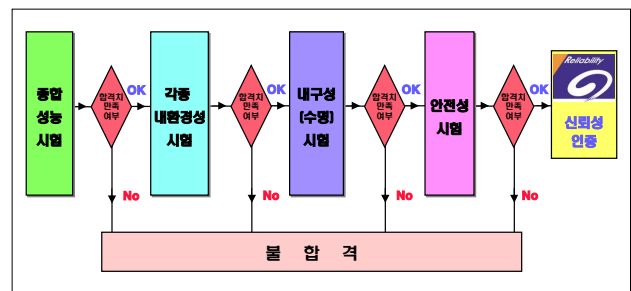 종합
성능
시험
합격치
만족
여부
OK
No
각종
내환경성
시험
합격치
만족
여부
OK
No
내구성
(수명)
시험
합격치
만족
여부
OK
No
안전성
시험
합격치
만족
여부
OK
No
Reliability
신뢰성
인증
불 합 격